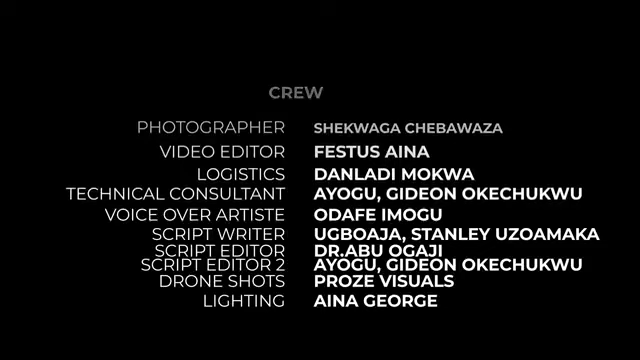 CREW
PHOTOGRAPHER SHEKWAGA CHEBAWAZA
VIDEO EDITOR FESTUS AINA
LOGISTICS DANLADI MOKWA
TECHNICAL CONSULTANT AYOGU, GIDEON OKECHUKWU
VOICE OVER ARTISTE ODAFE IMOGU
SCRIPT WRITER UGBOAJA, STANLEY UZOAMAKA
SCRIPT EDITOR DR.ABU OGAJI
SCRIPT EDITOR 2 AYOGU, GIDEON OKECHUKWU
DRONE SHOTS PROZE VISUALS
LIGHTING AINA GEORGE